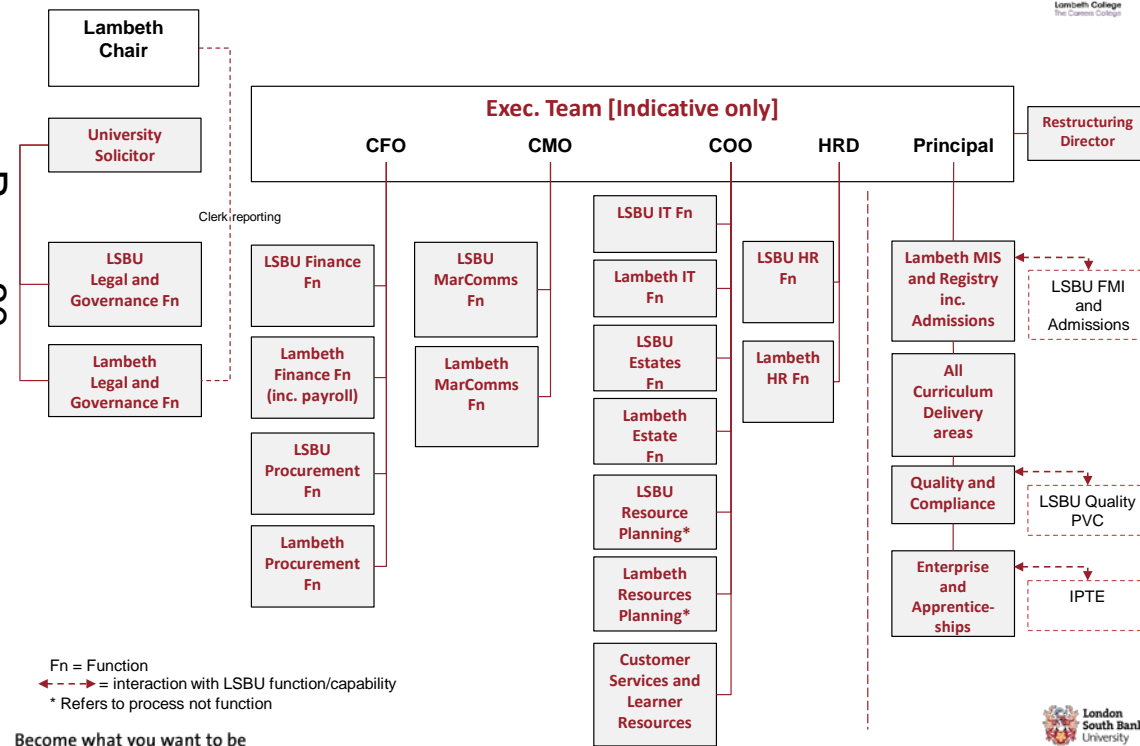 Lambeth College
The Careers College
Lambeth
Chair
Exec. Team [Indicative only]
CFO
CMO
COO
HRD
Principal
Restructuring
Director
University
Solicitor
Clerk reporting
LSBU
Legal and
Governance Fn
Lambeth
Legal and
Governance Fn
LSBU Finance
Fn
Lambeth
Finance Fn
(inc. payroll)
LSBU
Procurement
Fn
Lambeth
Procurement
Fn
LSBU
MarComms
Fn
Lambeth
MarComms
Fn
LSBU IT Fn
Lambeth IT
Fn
LSBU
Estates
Fn
Lambeth
Estate
Fn
LSBU
Resource
Planning*
Lambeth
Resources
Planning*
Customer
Services and
Learner
Resources
LSBU HR
Fn
Lambeth
HR Fn
Lambeth MIS
and Registry
inc.
Admissions
All
Curriculum
Delivery
areas
Quality and
Compliance
Enterprise
and
Apprentice-
ships
LSBU FMI
and
Admissions
LSBU Quality
PVC
IPTE
Fn = Function
= interaction with LSBU function/capability
* Refers to process not function
Become what you want to be
London
South Bank
University